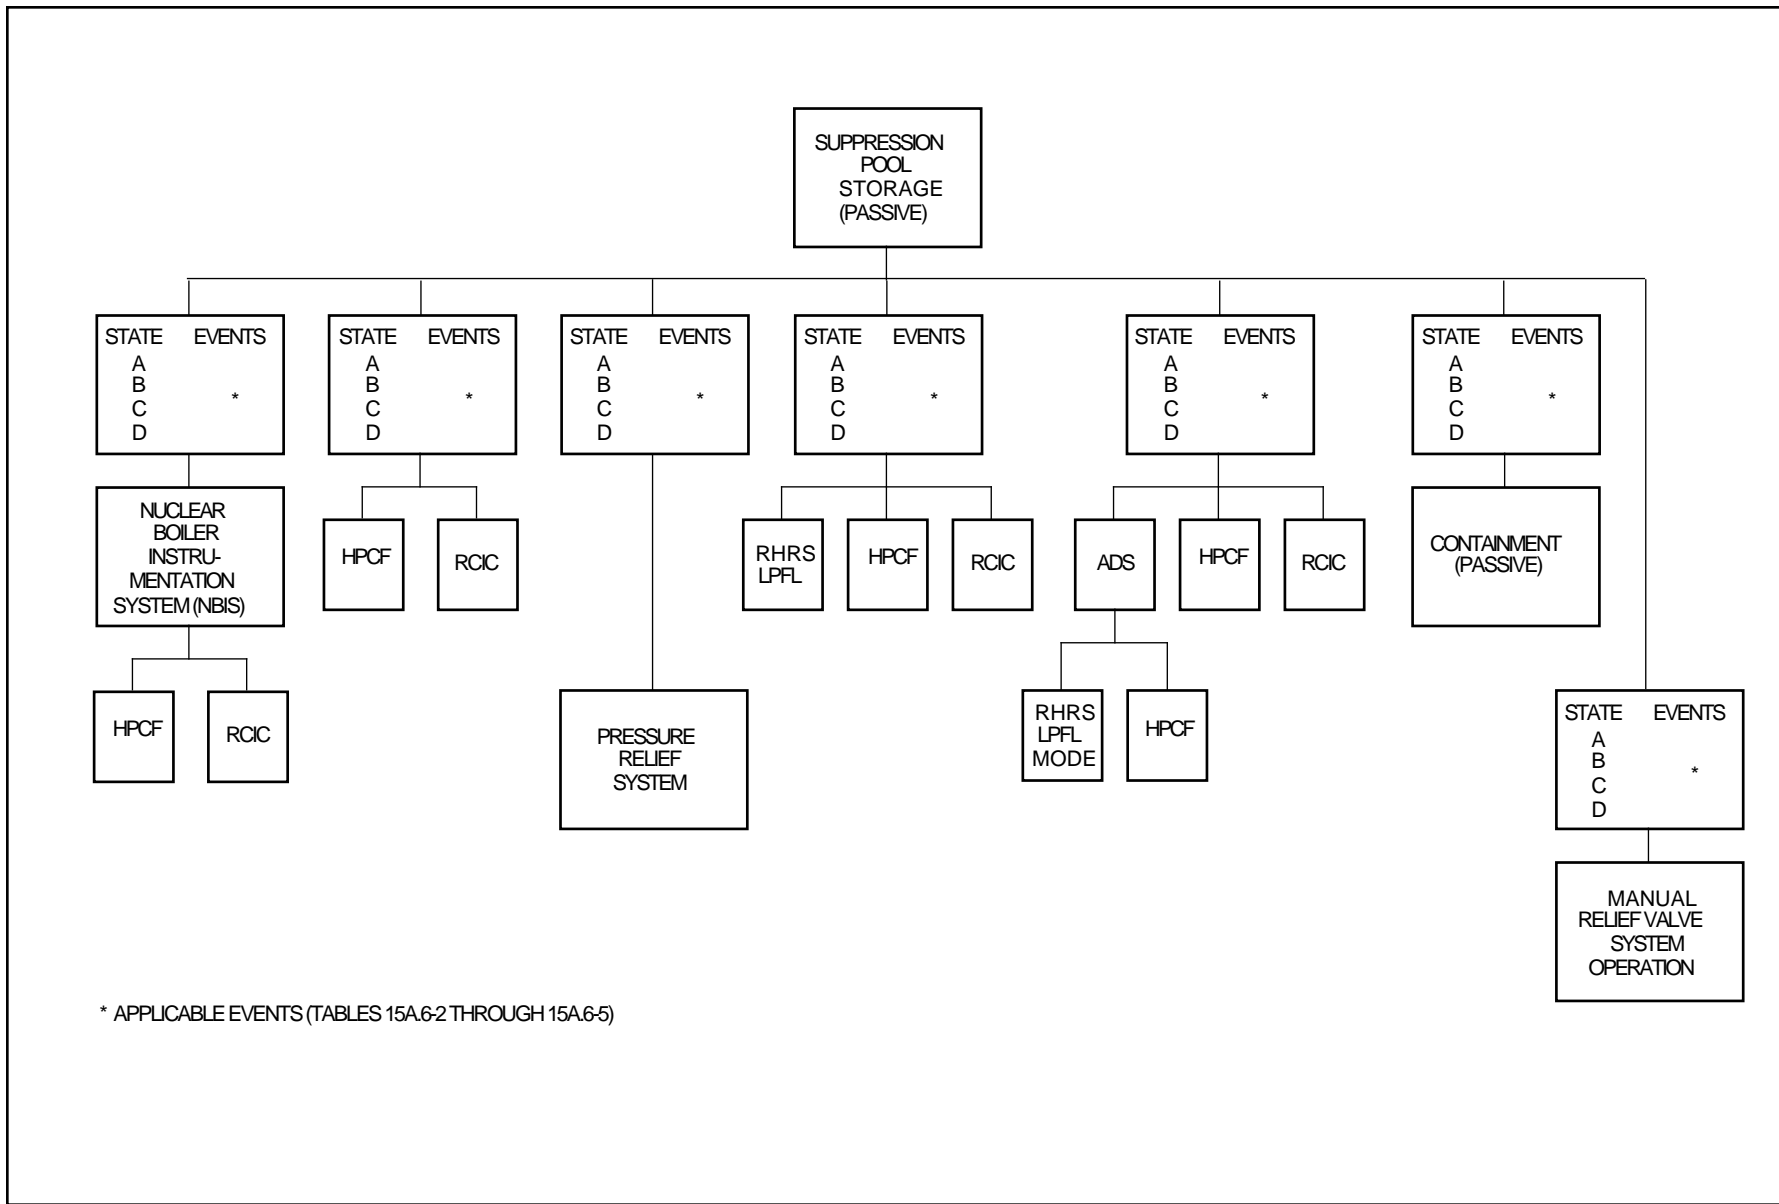 SUPPRESSION
POOL
STORAGE
(PASSIVE)
STATE EVENTS
A
B
*
C
D
STATE EVENTS
A
B
*
C
D
STATE EVENTS
A
B
*
C
D
STATE EVENTS
A
B
*
C
D
STATE EVENTS
A
B
*
C
D
STATE EVENTS
A
B
*
C
D
NUCLEAR
BOILER
INSTRU-
MENTATION
SYSTEM (NBIS)
HPCF
RCIC
RHRS
LPFL
HPCF
RCIC
ADS
HPCF
RCIC
CONTAINMENT
(PASSIVE)
HPCF
RCIC
PRESSURE
RELIEF
SYSTEM
RHRS
LPFL
MODE
HPCF
STATE EVENTS
A
B
*
C
D
MANUAL
RELIEF VALVE
SYSTEM
OPERATION
* APPLICABLE EVENTS (TABLES 15A.6-2 THROUGH 15A.6-5)